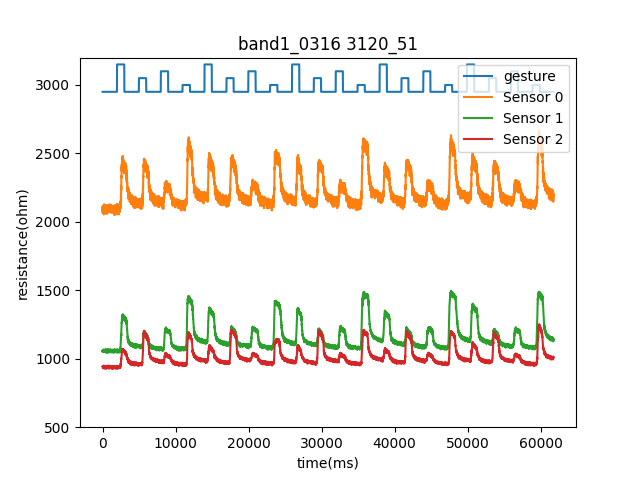 band1_0316 3120_51
gesture
Sensor 0
Sensor 1
Sensor 2
resistance(ohm)
3000
2500
2000
1500
1000
500
0
10000
20000
30000
40000
50000
60000
time(ms)